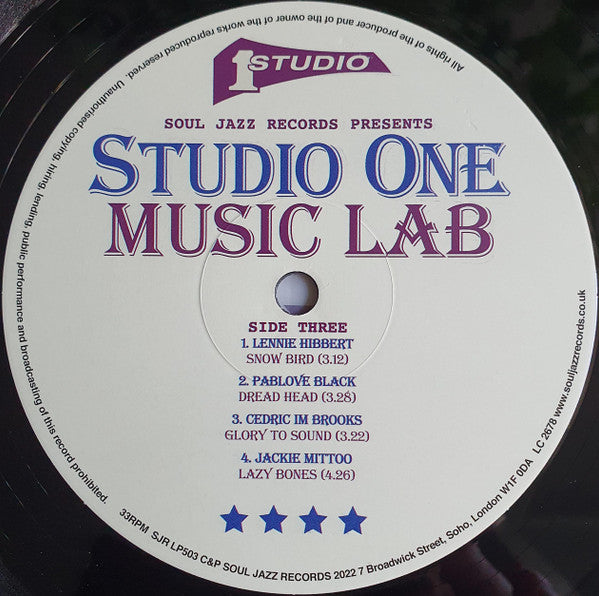 1 STUDIO
SOUL JAZZ RECORDS PRESENTS
STUDIO ONE
MUSIC LAB
SIDE THREE
1. LENNIE HIBBERT
SNOW BIRD (3.12)
2. PABLOVE BLACK
DREAD HEAD (3.28)
3. CEDRIC IM BROOKS
GLORY TO SOUND (3.22)
4. JACKIE MITTOO
LAZY BONES (4.26)
All rights of the producer and of the owner of the works reproduced reserved. Unauthorised copying, hiring, lending, public performance and broadcasting of this record prohibited.
33RPM SJR LP503 C&P SOUL JAZZ RECORDS 2022 7 Broadwick Street, Soho, London W1F 0DA LC 2678 www.souljazzrecords.co.uk